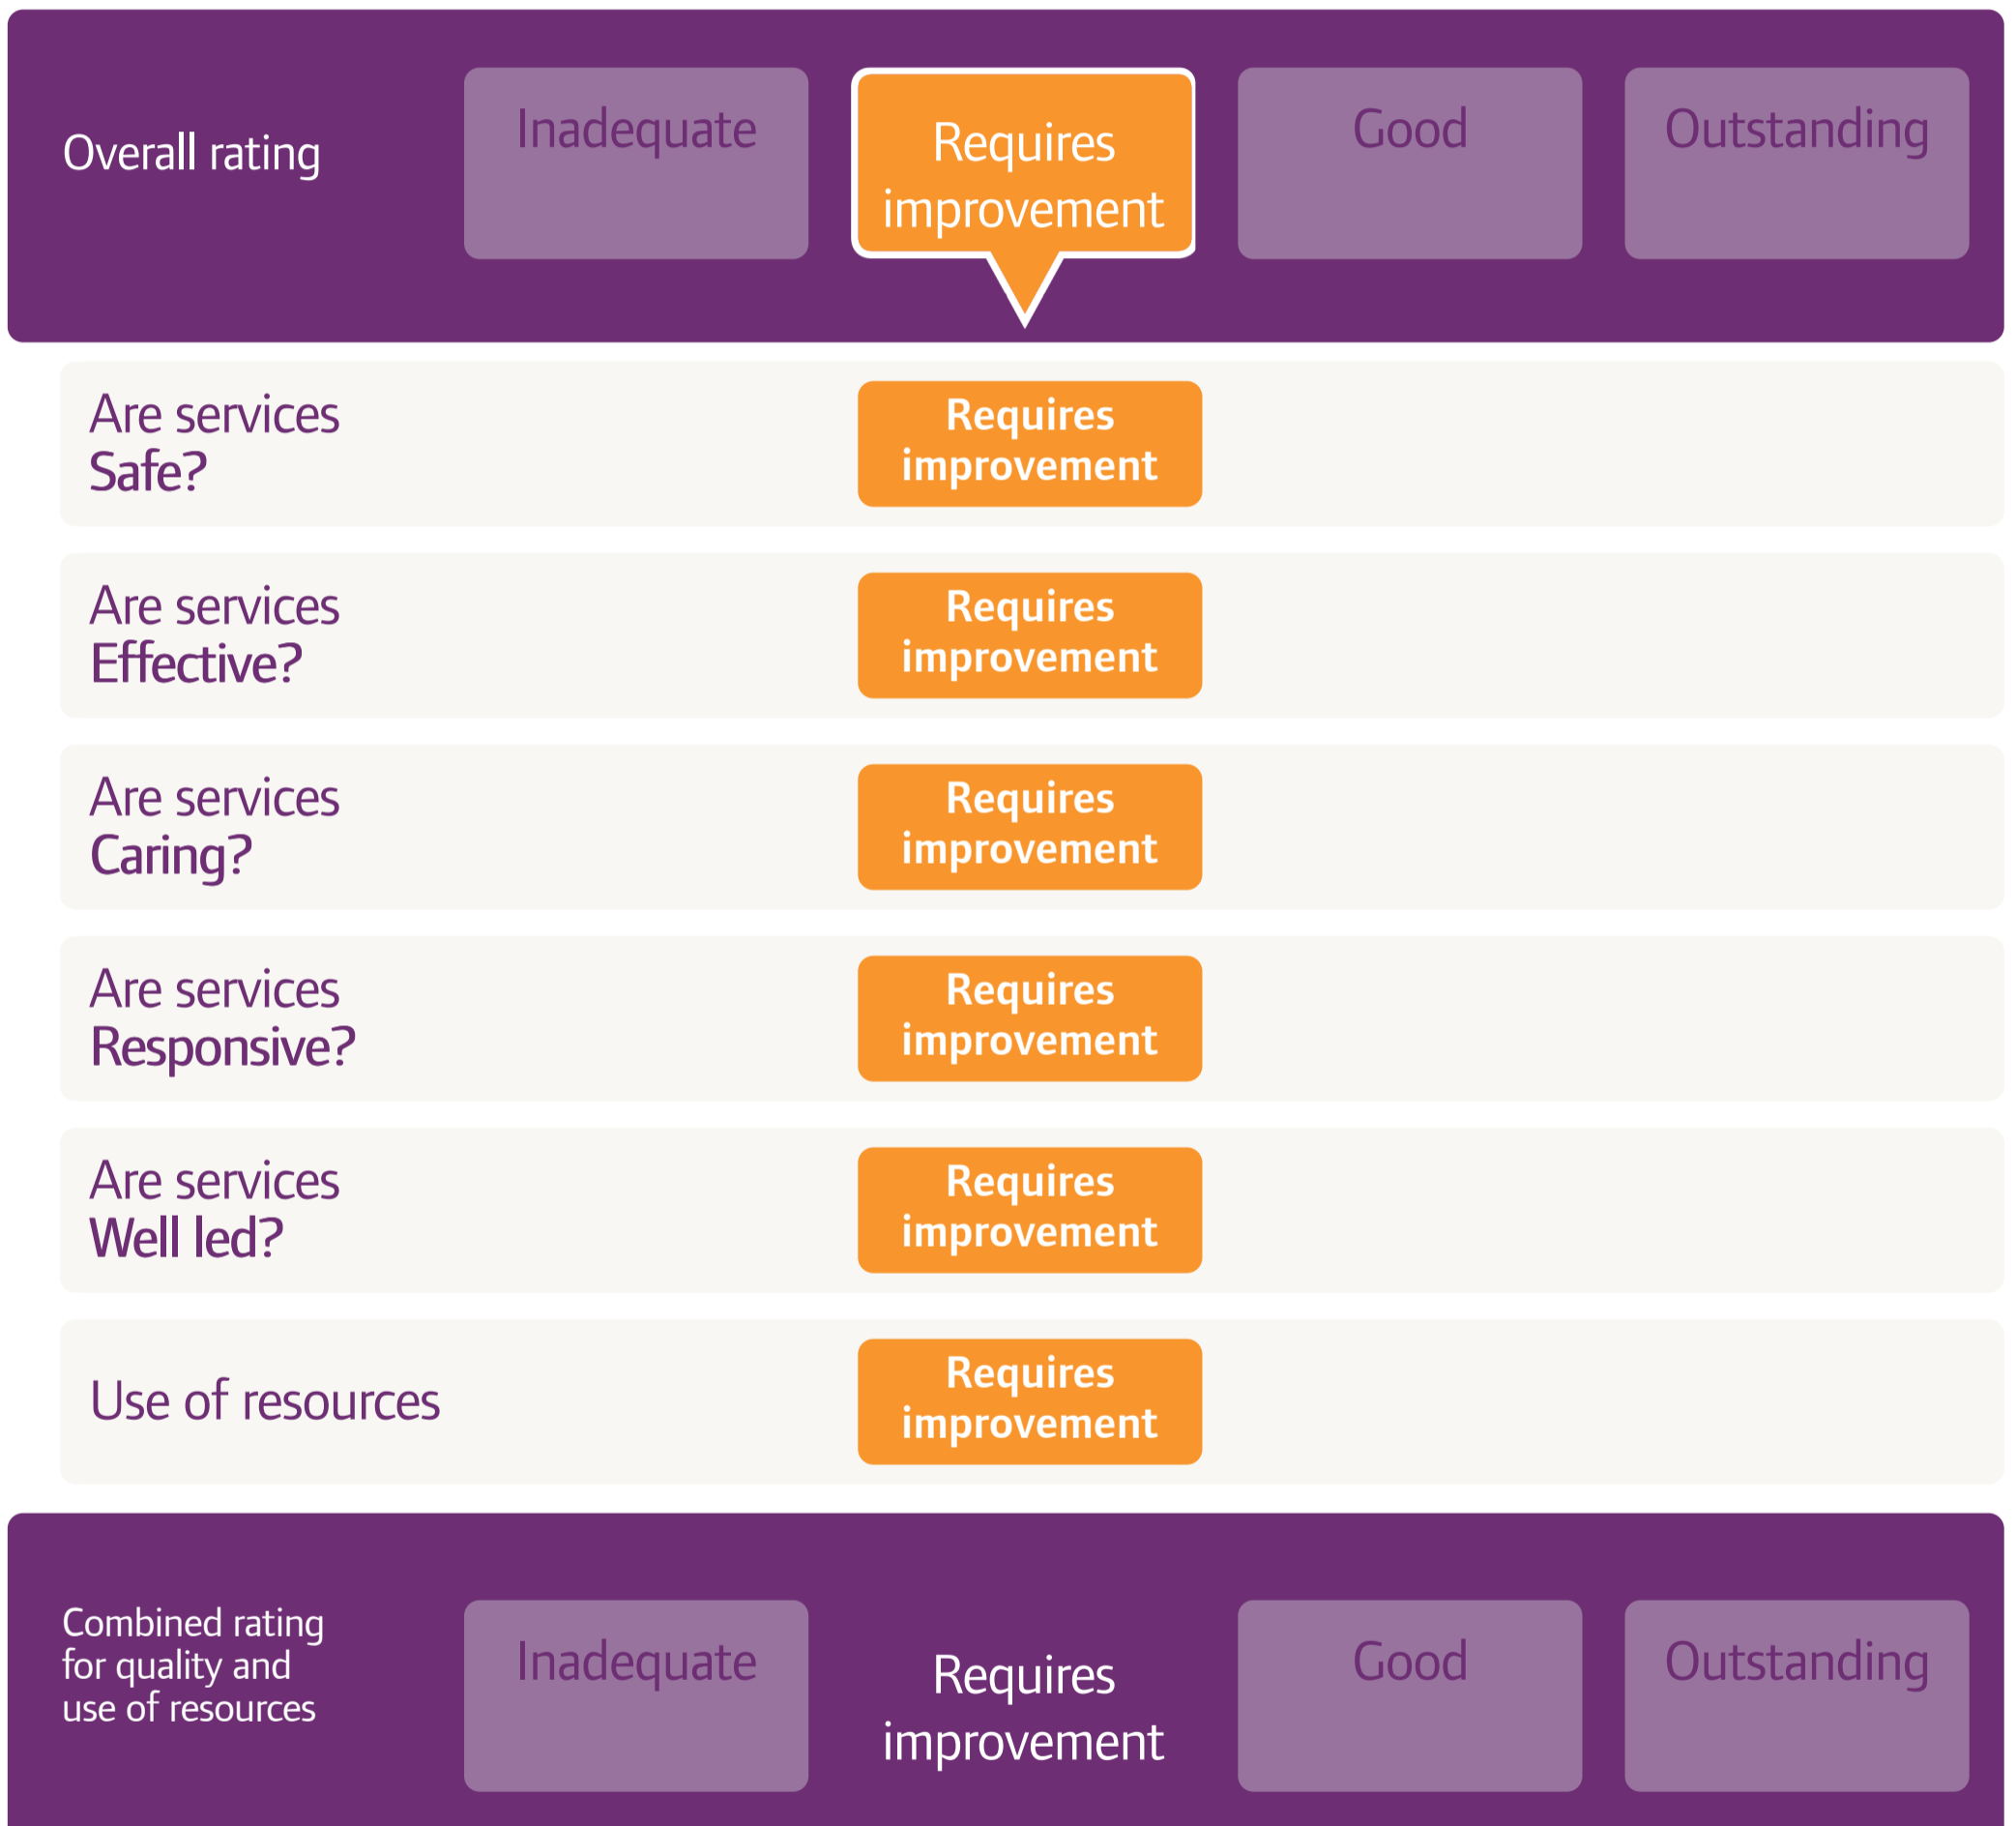 Overall rating
Inadequate
Requires
improvement
Good
Outstanding
Are services
Safe?
Requires
improvement
Are services
Effective?
Requires
improvement
Are services
Caring?
Requires
improvement
Are services
Responsive?
Requires
improvement
Are services
Well led?
Requires
improvement
Use of resources
Requires
improvement
Combined rating
for quality and
use of resources
Inadequate
Requires
improvement
Good
Outstanding